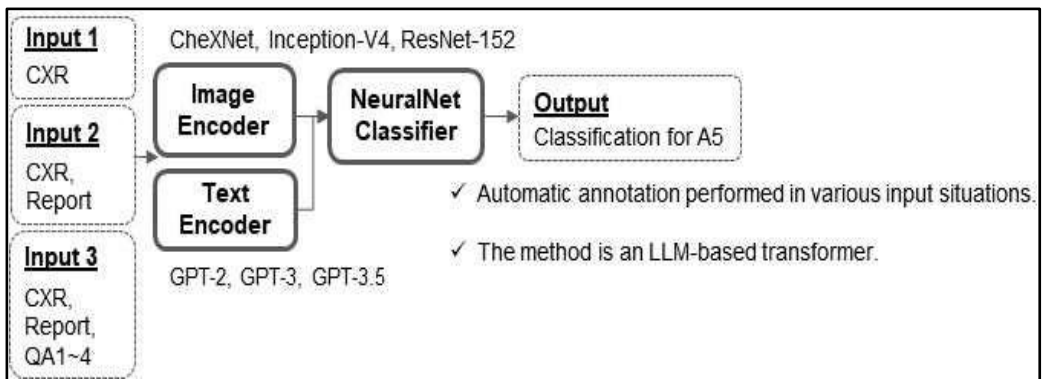 Input 1
CXR
Input 2
CXR,
Report
Input 3
CXR,
Report,
QA1~4
CheXNet, Inception-V4, ResNet-152
Image
Encoder
Text
Encoder
GPT-2, GPT-3, GPT-3.5
NeuralNet
Classifier
Output
Classification for A5
✓ Automatic annotation performed in various input situations.
✓ The method is an LLM-based transformer.